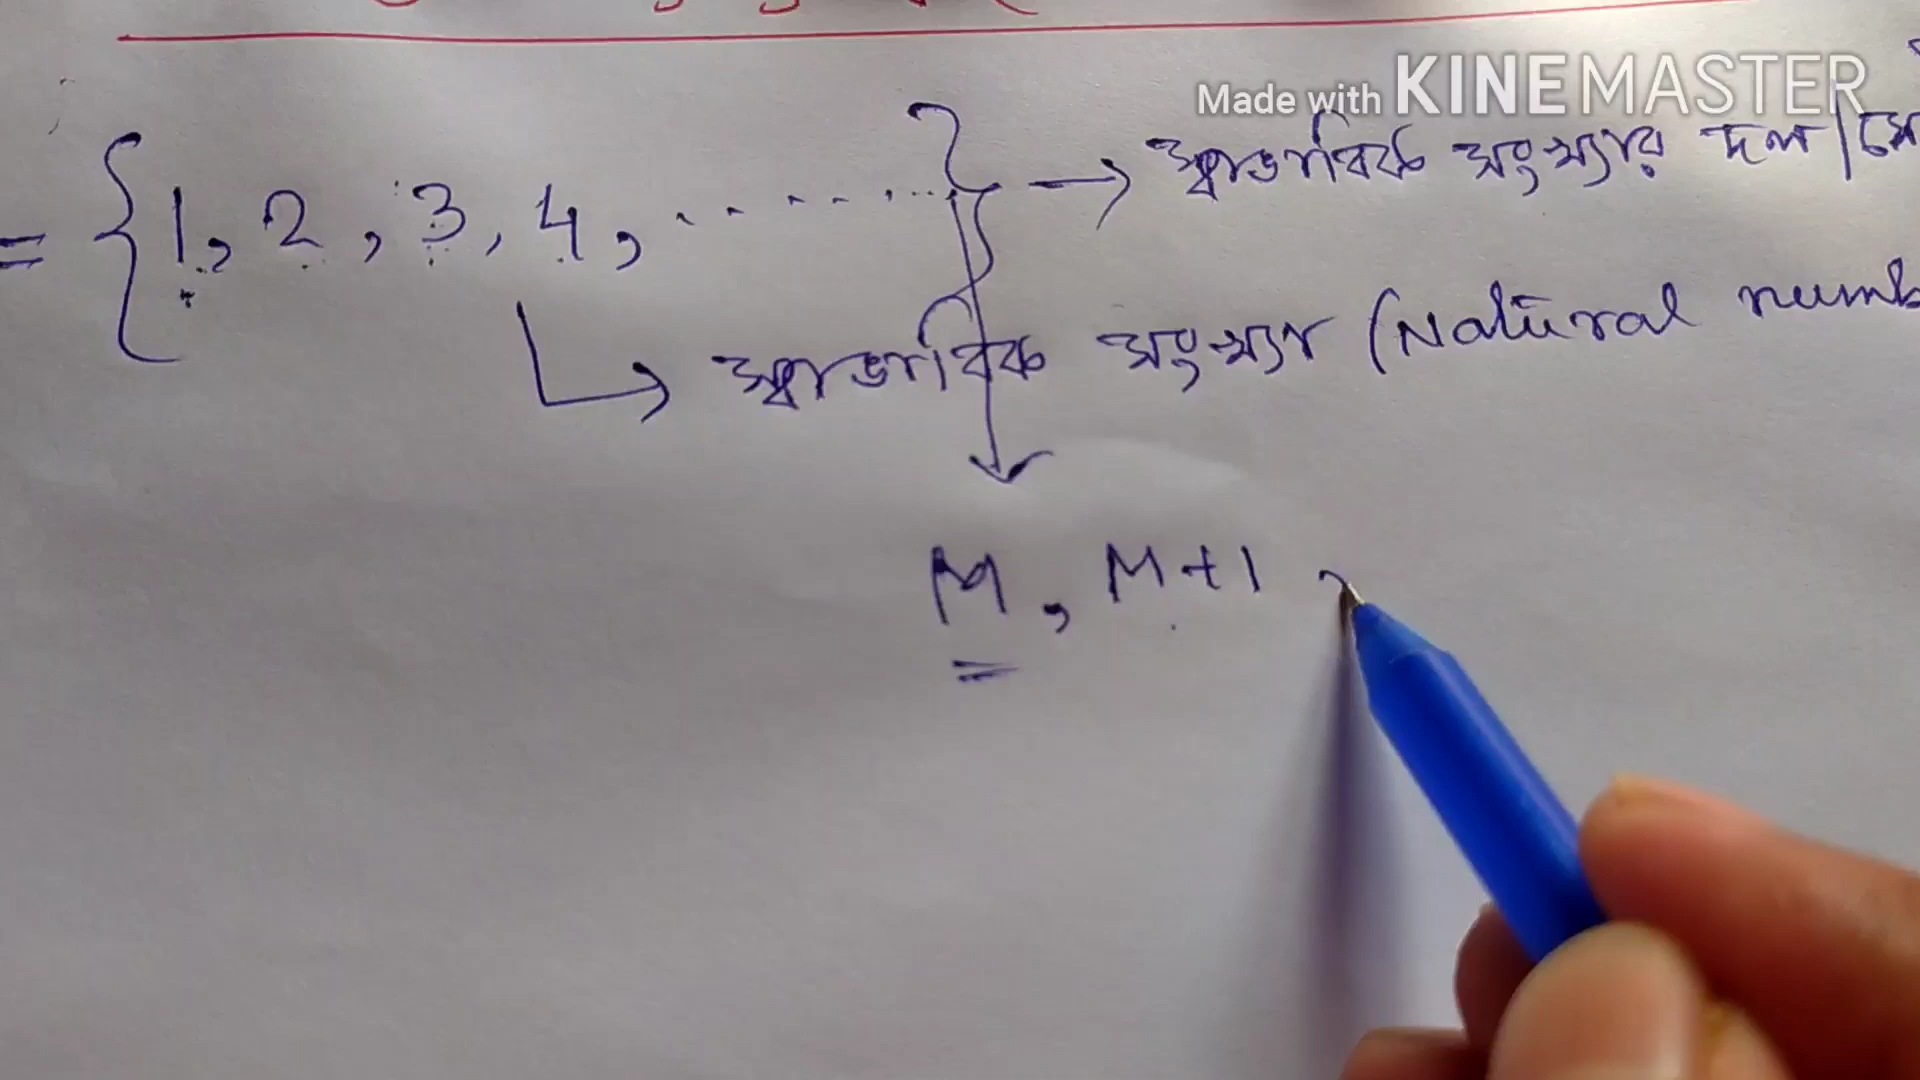 Made with KINEMASTER
= {1, 2, 3, 4, ..........} → স্বাভাবিক সংখ্যার দল/
→ স্বাভাবিক সংখ্যা (Natural numb
M, M+1,